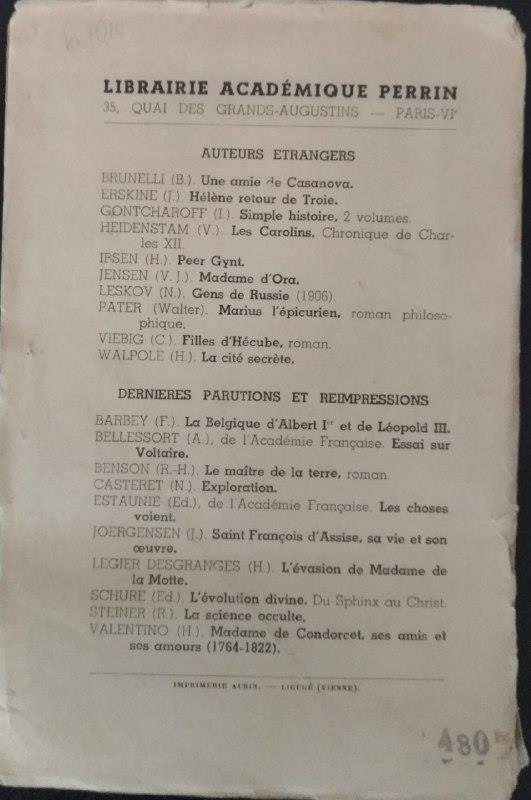 LIBRAIRIE ACADÉMIQUE PERRIN
35, QUAI DES GRANDS-AUGUSTINS — PARIS-VIe
AUTEURS ETRANGERS
BRUNELLI (B.). Une amie de Casanova.
ERSKINE (J.). Hélène retour de Troie.
GONTCHAROFF (I.). Simple histoire, 2 volumes.
HEIDENSTAM (V.). Les Carolins. Chronique de Char-
les XII.
IRSEN (H.). Peer Gynt.
JENSEN (V. J.). Madame d'Ora.
LESKOV (N.). Gens de Russie (1906).
PATER (Walter). Marius l'épicurien, roman philoso-
phique.
VIEBIG (C.). Filles d'Hécube, roman.
WALPOLE (H.). La cité secrète.
DERNIERES PARUTIONS ET REIMPRESSIONS
BARBEY (F.). La Belgique d'Albert Ier et de Léopold III.
BELLESSORT (A.), de l'Académie Française. Essai sur
Voltaire.
BENSON (R.-H.). Le maître de la terre, roman.
CASTERET (N.). Exploration.
ESTAUNIE (Ed.), de l'Académie Française. Les choses
voient.
JOERGENSEN (J.). Saint François d'Assise, sa vie et son
œuvre.
LEGIER DESGRANGES (H.). L'évasion de Madame de
la Motte.
SCHURE (Ed.). L'évolution divine. Du Sphinx au Christ.
STEINER (R.). La science occulte.
VALENTINO (H.). Madame de Condorcet, ses amis et
ses amours (1764-1822).
IMPRIMERIE AUBIN. — LIGUGÉ (VIENNE).
480